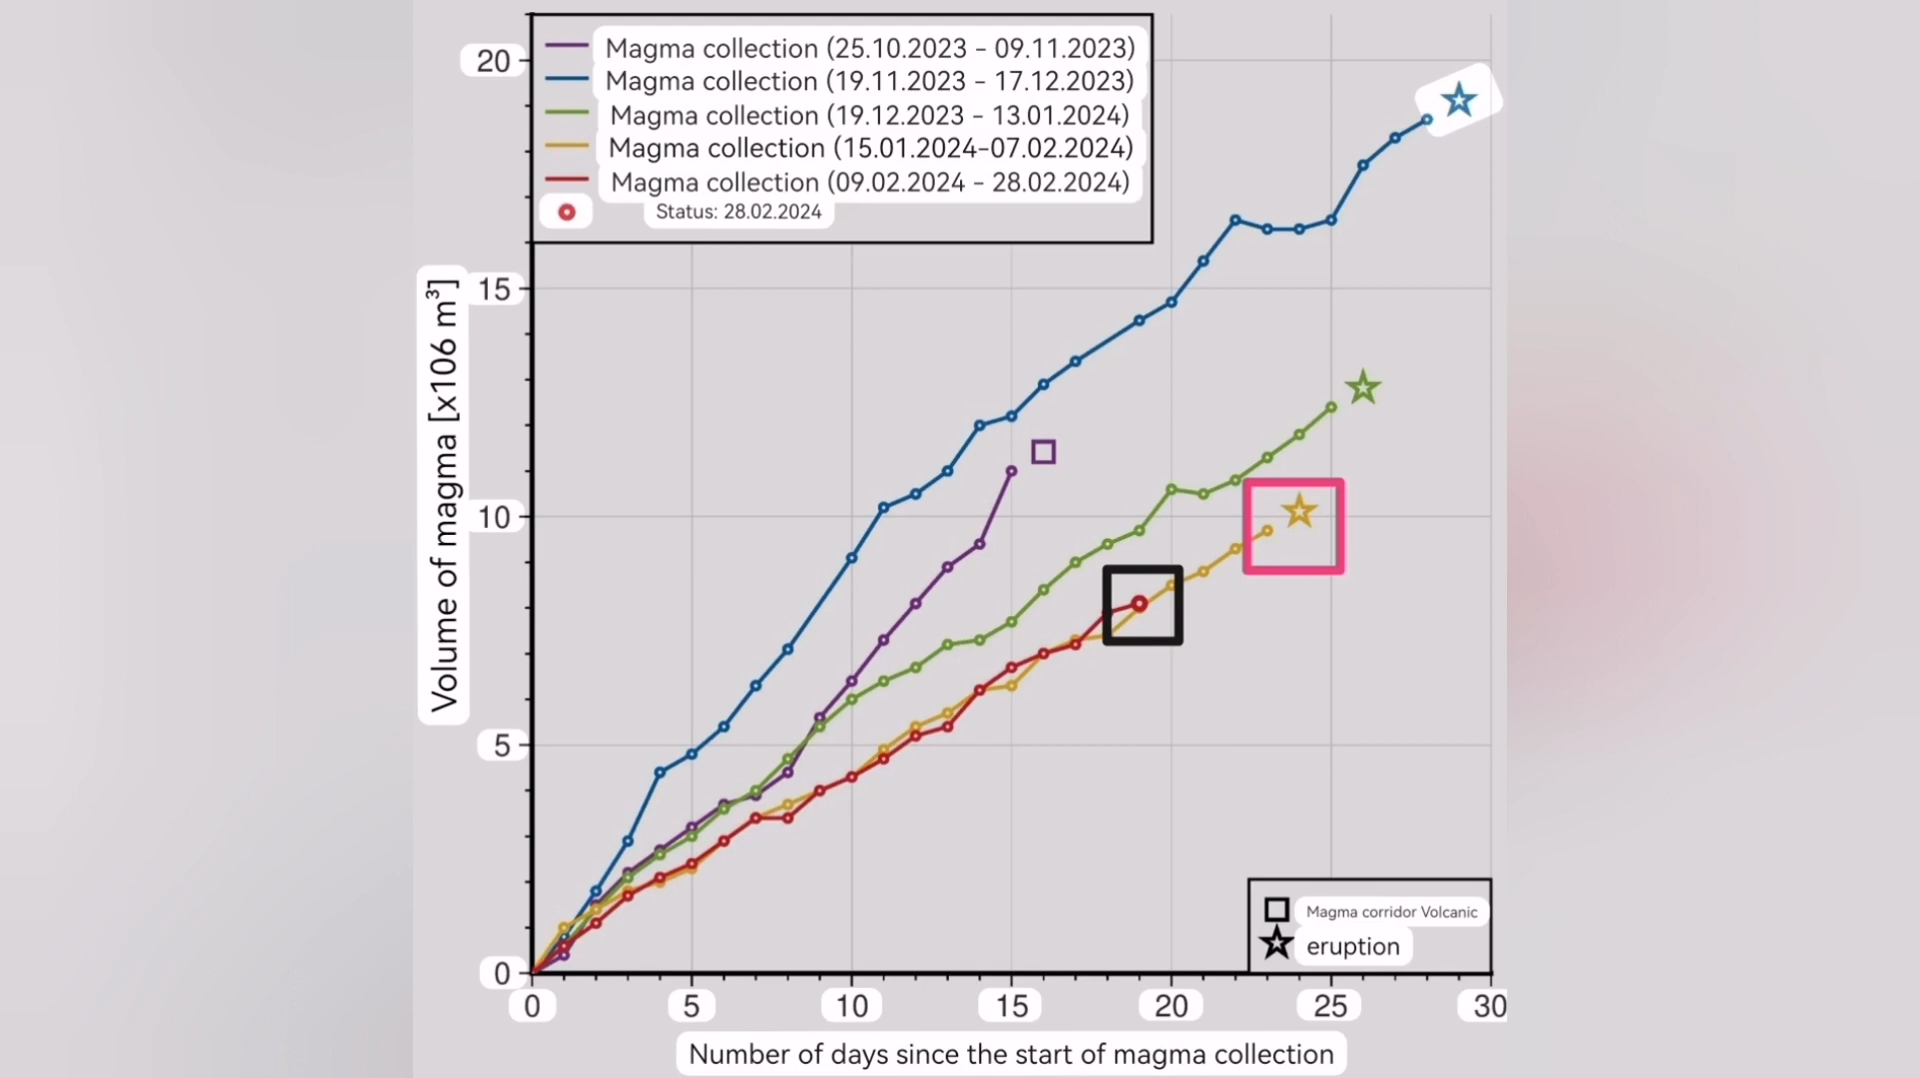 Magma collection (25.10.2023 - 09.11.2023)
Magma collection (19.11.2023 - 17.12.2023)
Magma collection (19.12.2023 - 13.01.2024)
Magma collection (15.01.2024-07.02.2024)
Magma collection (09.02.2024 - 28.02.2024)
Status: 28.02.2024
20
15
10
5
0
Volume of magma [x106 m³]
Magma corridor Volcanic
eruption
0 5 10 15 20 25 30
Number of days since the start of magma collection